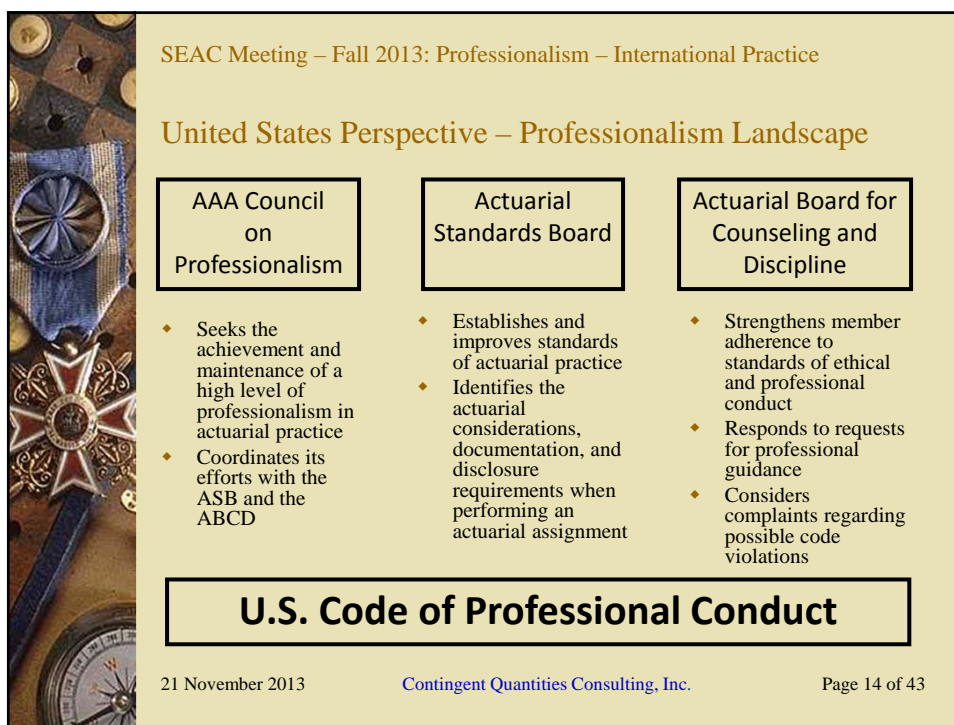 SEAC Meeting – Fall 2013: Professionalism – International Practice
United States Perspective – Professionalism Landscape
AAA Council
on
Professionalism
Actuarial
Standards Board
Actuarial Board for
Counseling and
Discipline
◆ Seeks the
achievement and
maintenance of a
high level of
professionalism in
actuarial practice
◆ Coordinates its
efforts with the
ASB and the
ABCD
◆ Establishes and
improves standards
of actuarial practice
◆ Identifies the
actuarial
considerations,
documentation, and
disclosure
requirements when
performing an
actuarial assignment
◆ Strengthens member
adherence to
standards of ethical
and professional
conduct
◆ Responds to requests
for professional
guidance
◆ Considers
complaints regarding
possible code
violations
U.S. Code of Professional Conduct
21 November 2013
Contingent Quantities Consulting, Inc.
Page 14 of 43